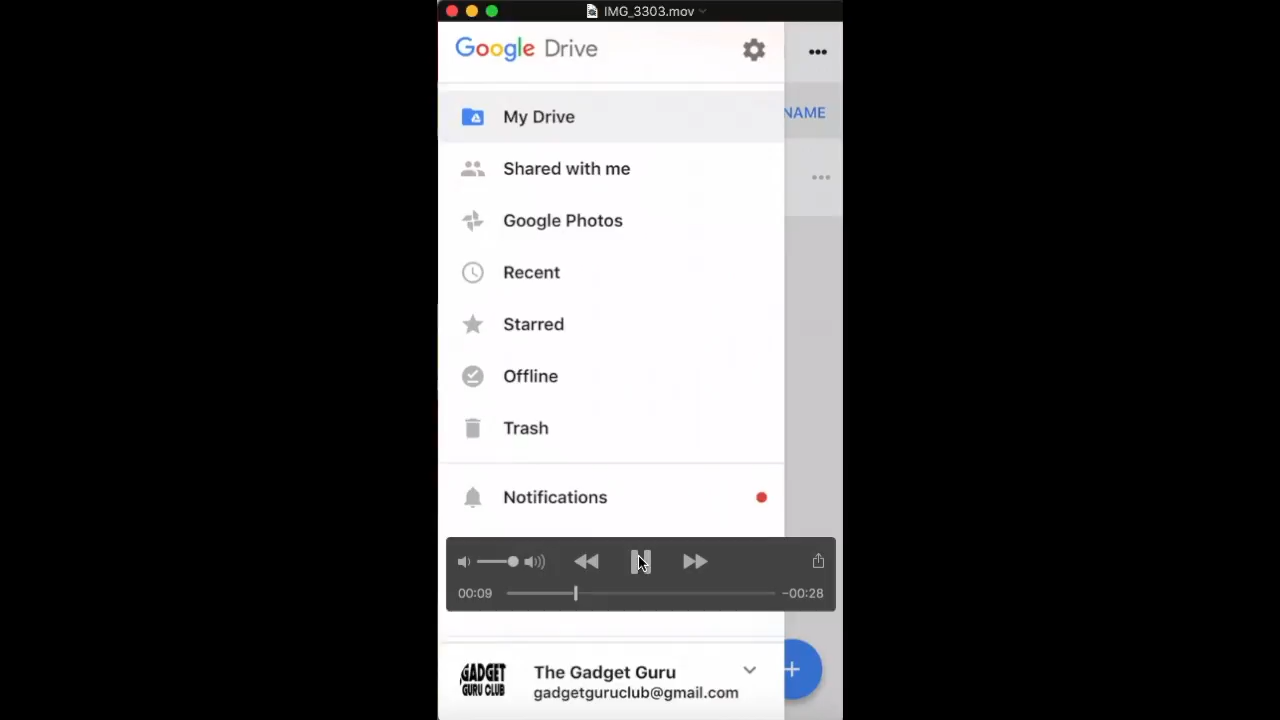 IMG_3303.mov
Google Drive
NAME
My Drive
Shared with me
Google Photos
Recent
Starred
Offline
Trash
Notifications
00:09
-00:28
GADGET
GURU CLUB
The Gadget Guru
gadgetguruclub@gmail.com